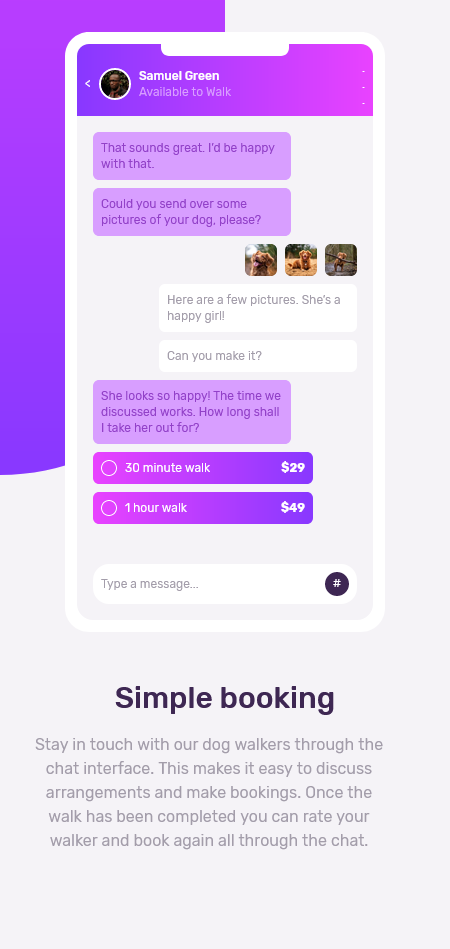 <
Samuel Green
Available to Walk
That sounds great. I'd be happy
with that.
Could you send over some
pictures of your dog, please?
Here are a few pictures. She's a
happy girl!
Can you make it?
She looks so happy! The time we
discussed works. How long shall
I take her out for?
30 minute walk $29
1 hour walk $49
Type a message... #
Simple booking
Stay in touch with our dog walkers through the
chat interface. This makes it easy to discuss
arrangements and make bookings. Once the
walk has been completed you can rate your
walker and book again all through the chat.